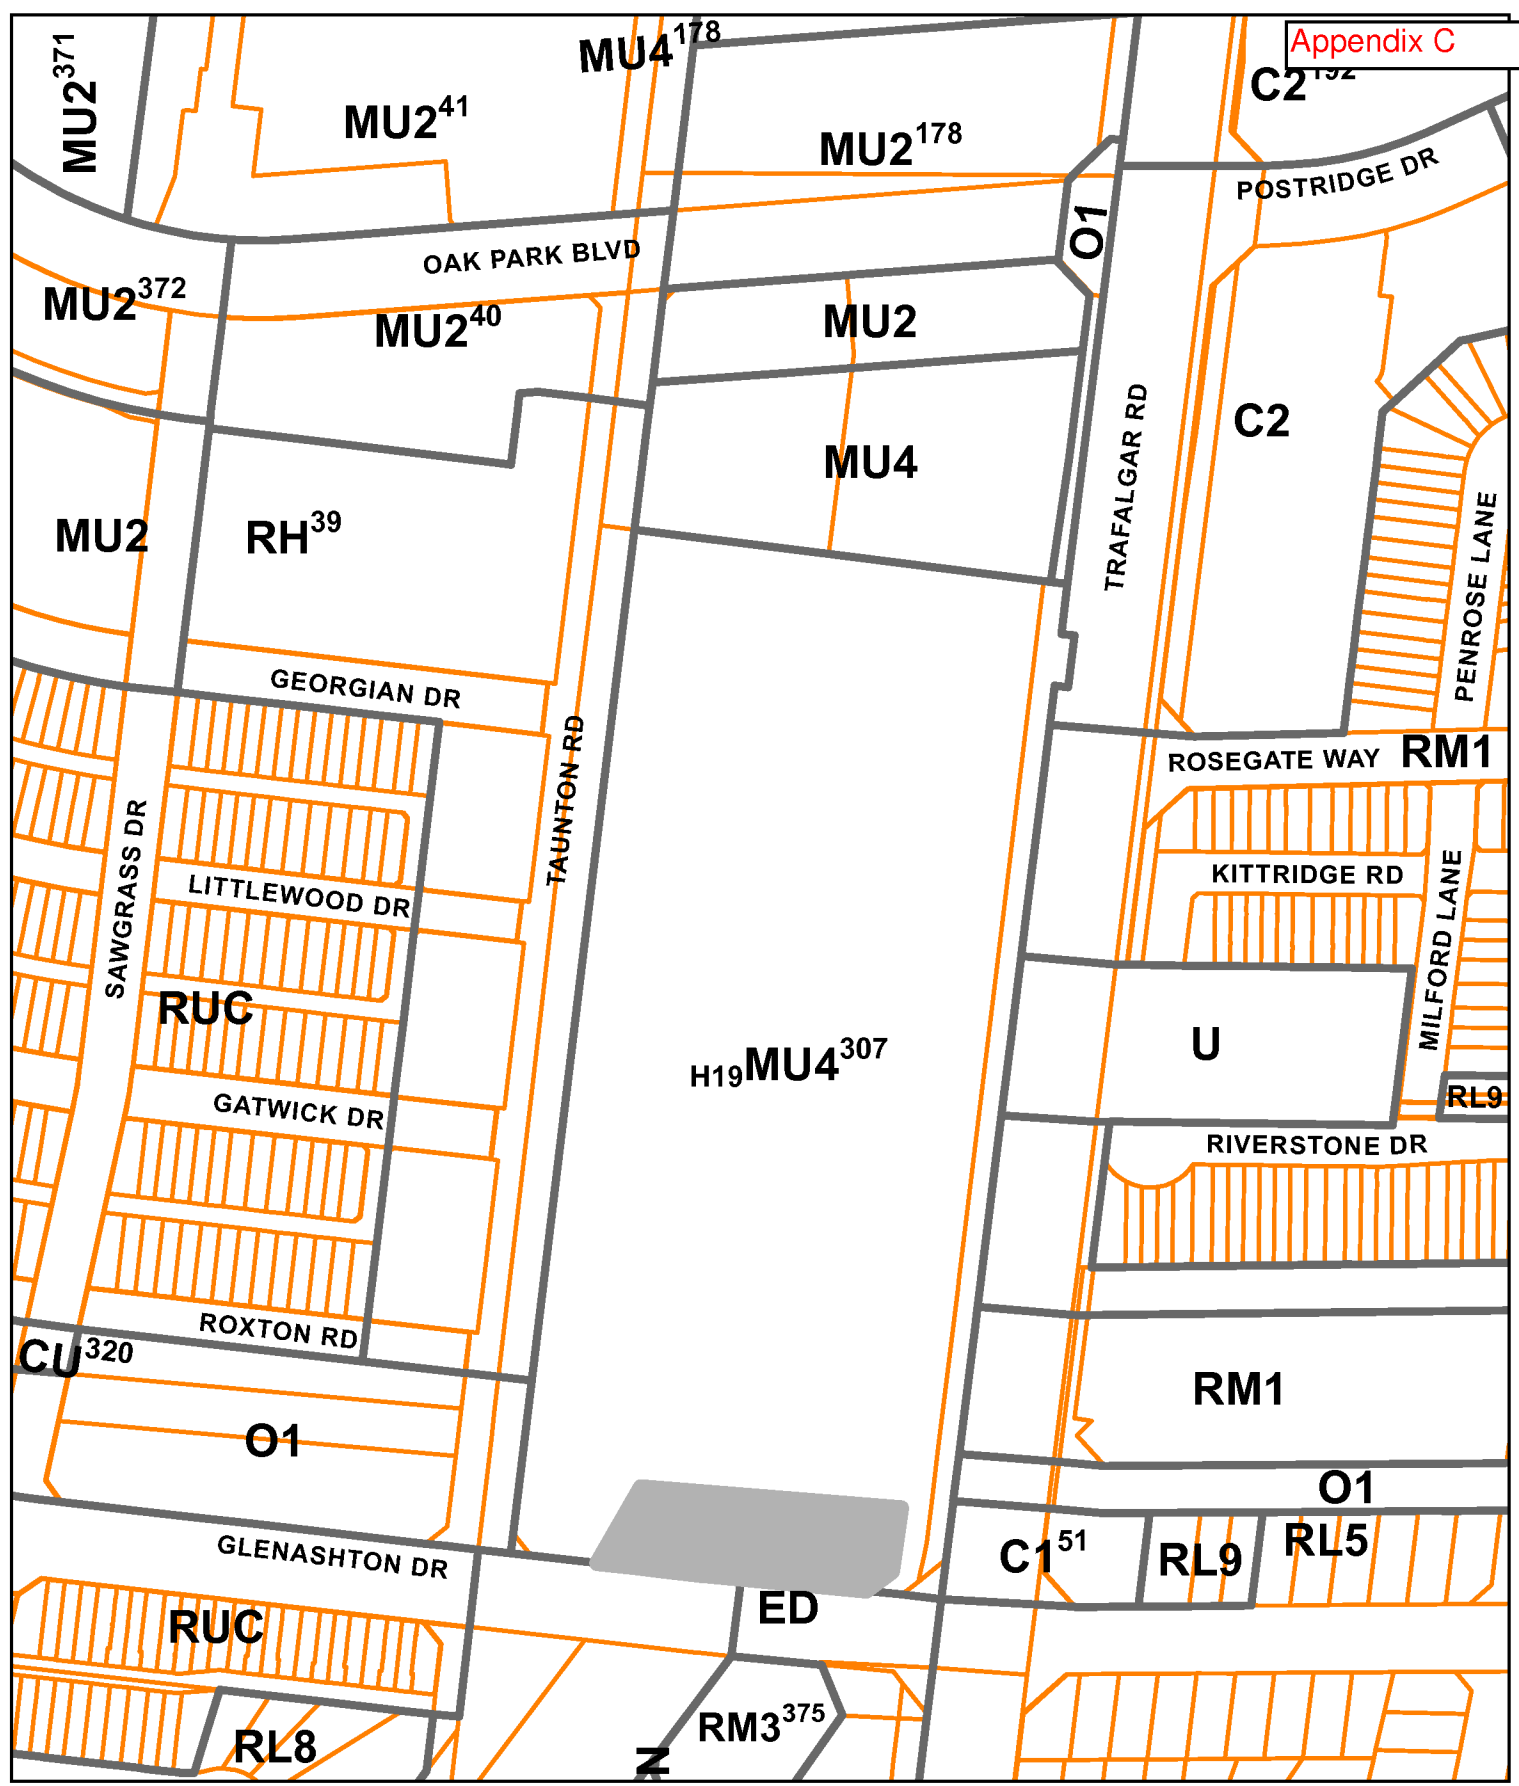 Appendix C
MU2371
MU241
MU4178
MU2178
C2192
POSTRIDGE DR
O1
OAK PARK BLVD
MU2372
MU240
MU2
MU4
C2
TRAFALGAR RD
MU2
RH39
PENROSE LANE
GEORGIAN DR
TAUNTON RD
ROSEGATE WAY
RM1
SAWGRASS DR
LITTLEWOOD DR
KITTRIDGE RD
MILFORD LANE
RUC
H19MU4307
U
RL9
GATWICK DR
RIVERSTONE DR
ROXTON RD
CU320
RM1
O1
O1
GLENASHTON DR
C151
RL9
RL5
ED
RUC
RM3375
RL8
N